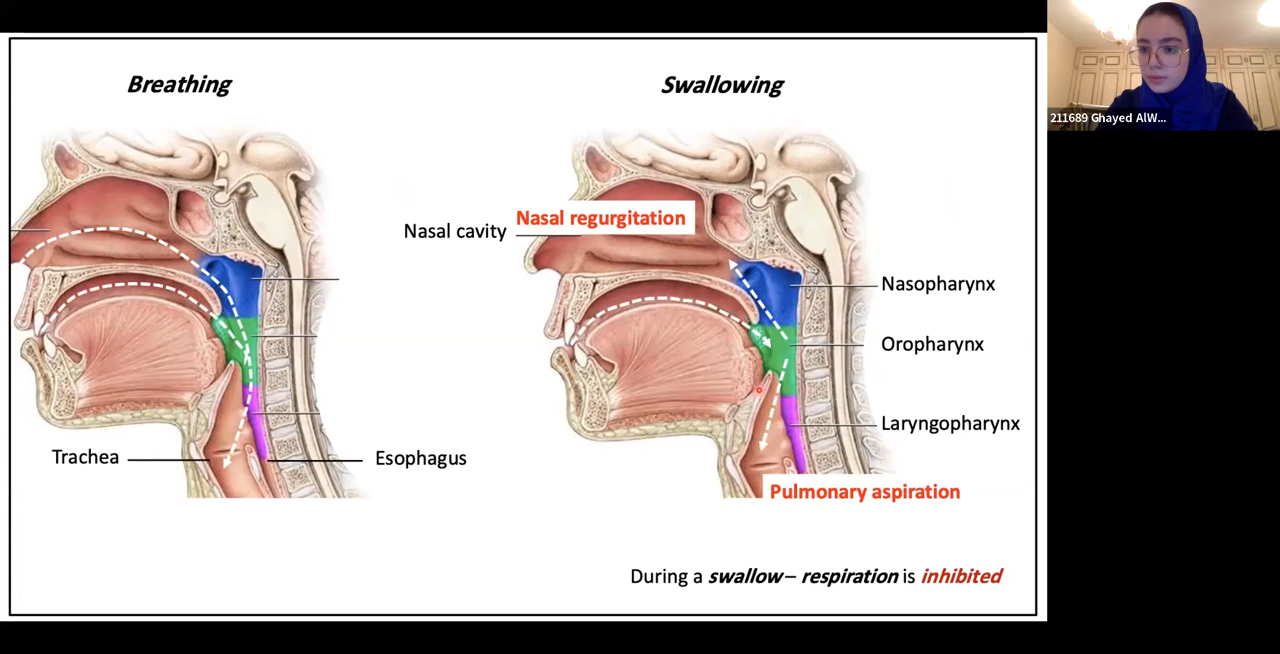 Breathing
Swallowing
211689 Ghayed AlW...
Nasal regurgitation
Nasal cavity
Nasopharynx
Oropharynx
Laryngopharynx
Trachea
Esophagus
Pulmonary aspiration
During a swallow – respiration is inhibited